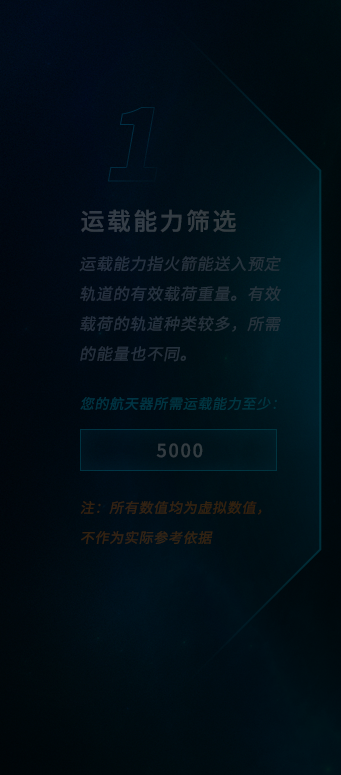 1
运载能力筛选
运载能力指火箭能送入预定
轨道的有效载荷重量。有效
载荷的轨道种类较多，所需
的能量也不同。
您的航天器所需运载能力至少：
5000
注：所有数值均为虚拟数值，
不作为实际参考依据